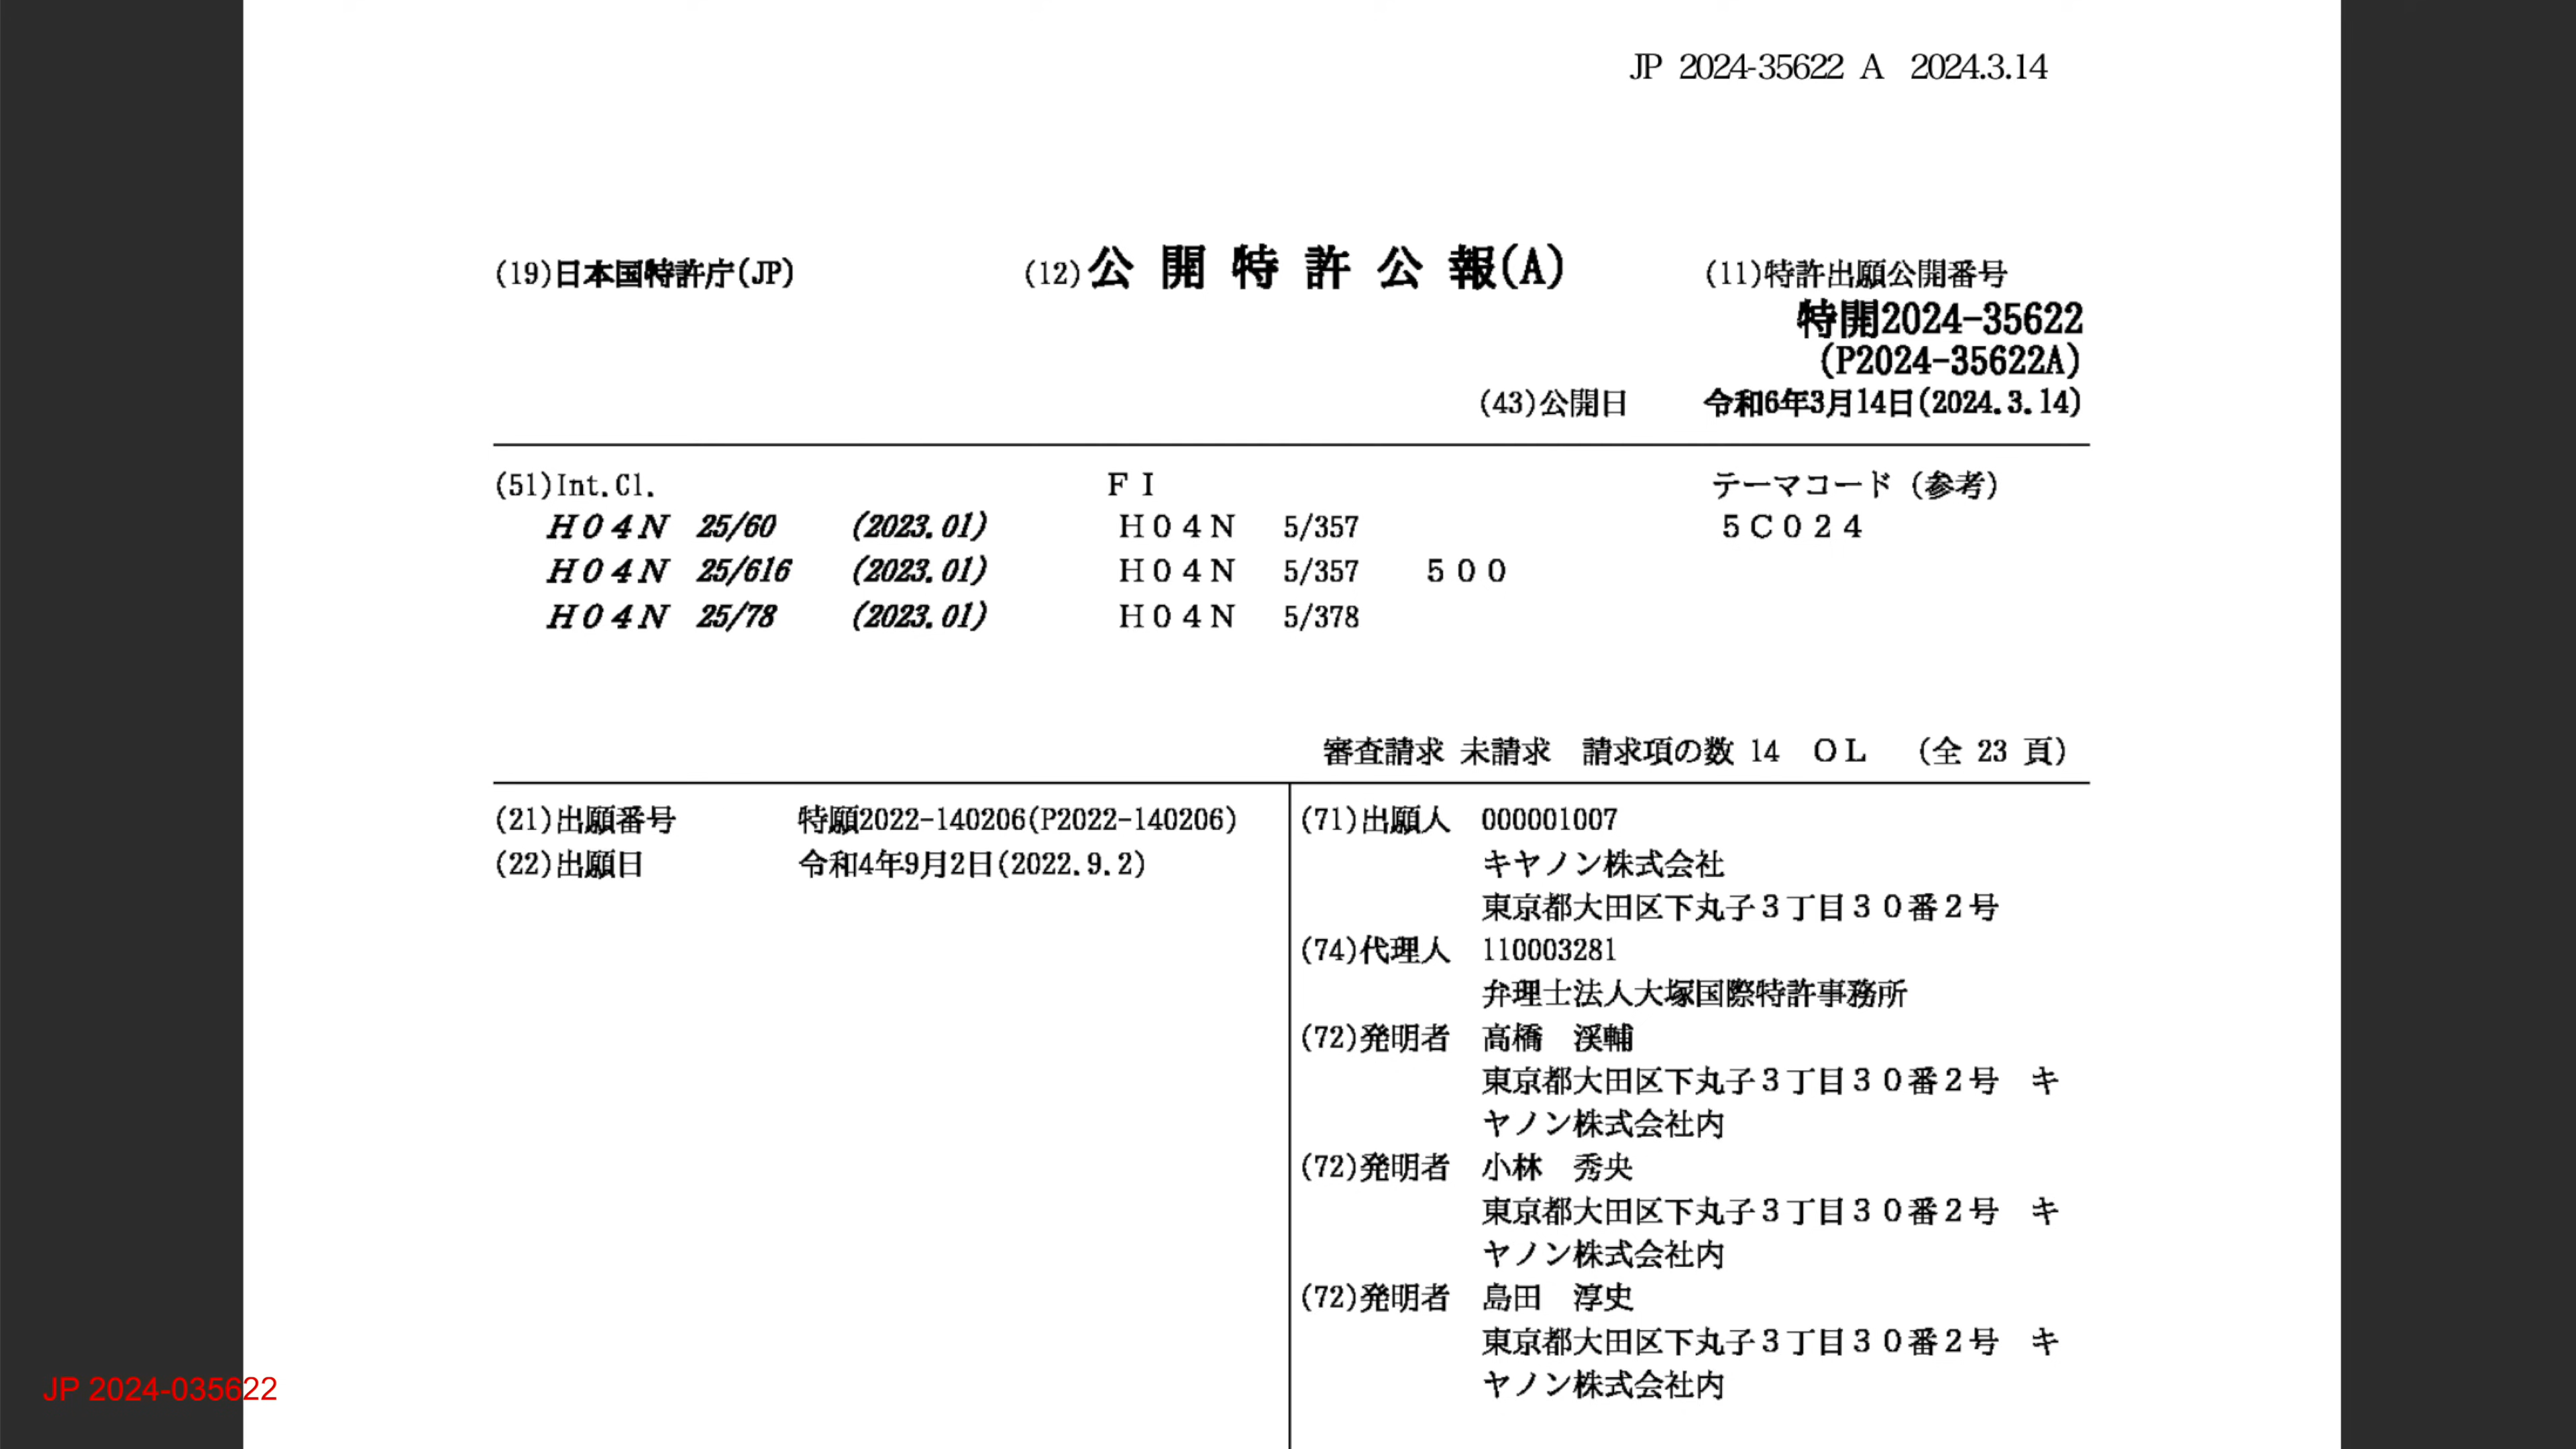 JP 2024-35622 A 2024.3.14
(19)日本国特許庁(JP) (12)公開特許公報(A) (11)特許出願公開番号
特開2024-35622
(P2024-35622A)
(43)公開日 令和6年3月14日(2024.3.14)
(51)Int.Cl. ＦＩ テーマコード（参考）
Ｈ０４Ｎ 25/60 (2023.01) Ｈ０４Ｎ 5/357 ５Ｃ０２４
Ｈ０４Ｎ 25/616 (2023.01) Ｈ０４Ｎ 5/357 ５００
Ｈ０４Ｎ 25/78 (2023.01) Ｈ０４Ｎ 5/378
審査請求 未請求 請求項の数 14 ＯＬ （全 23 頁）
(21)出願番号 特願2022-140206(P2022-140206)
(22)出願日 令和4年9月2日(2022.9.2)
(71)出願人 000001007
キヤノン株式会社
東京都大田区下丸子３丁目３０番２号
(74)代理人 110003281
弁理士法人大塚国際特許事務所
(72)発明者 高橋 渓輔
東京都大田区下丸子３丁目３０番２号 キ
ヤノン株式会社内
(72)発明者 小林 秀央
東京都大田区下丸子３丁目３０番２号 キ
ヤノン株式会社内
(72)発明者 島田 淳史
東京都大田区下丸子３丁目３０番２号 キ
ヤノン株式会社内
JP 2024-035622